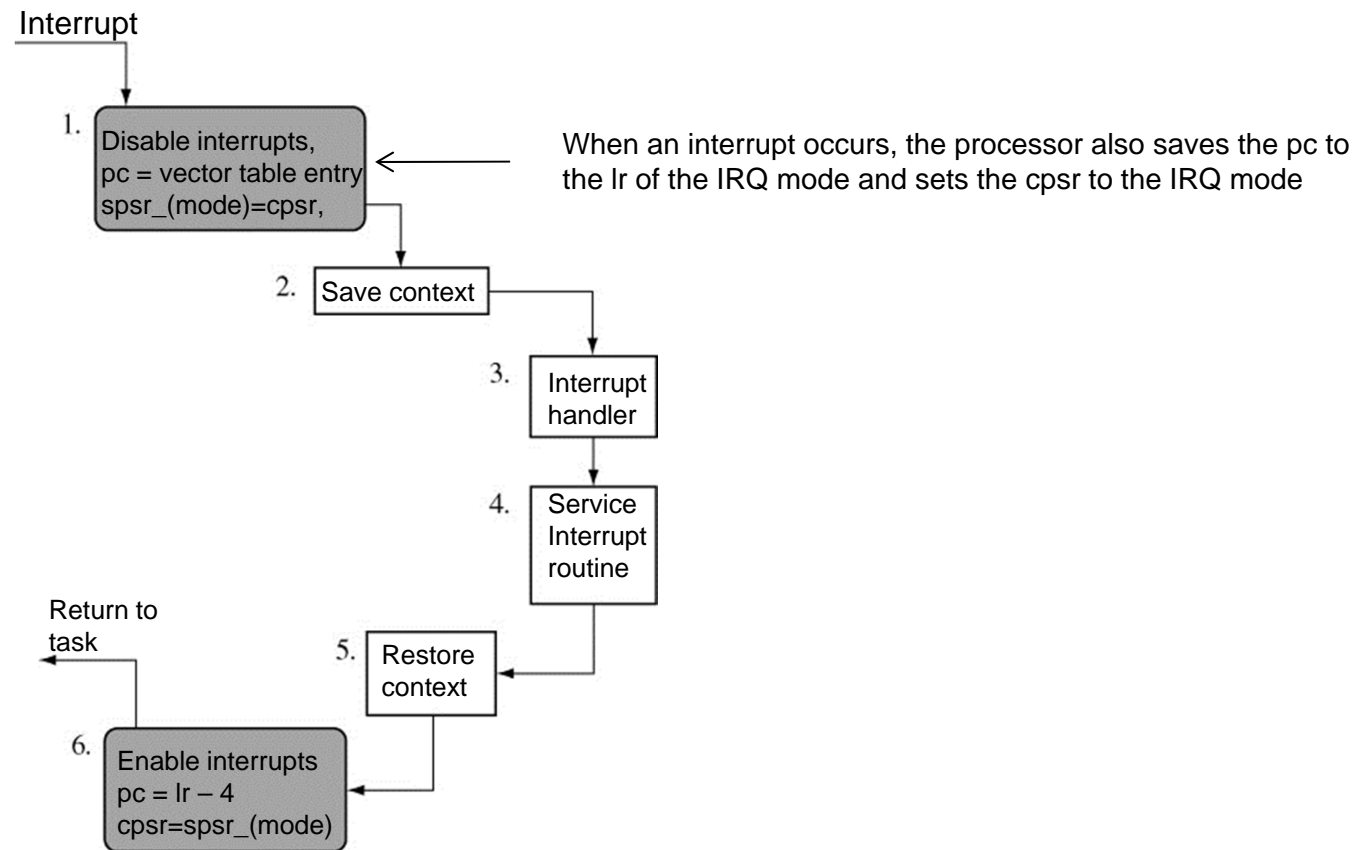 Interrupt
1.
Disable interrupts,
pc = vector table entry
spsr_(mode)=cpsr,
When an interrupt occurs, the processor also saves the pc to
the lr of the IRQ mode and sets the cpsr to the IRQ mode
2.
Save context
3.
Interrupt
handler
4.
Service
Interrupt
routine
5.
Restore
context
6.
Enable interrupts
pc = lr – 4
cpsr=spsr_(mode)
Return to
task